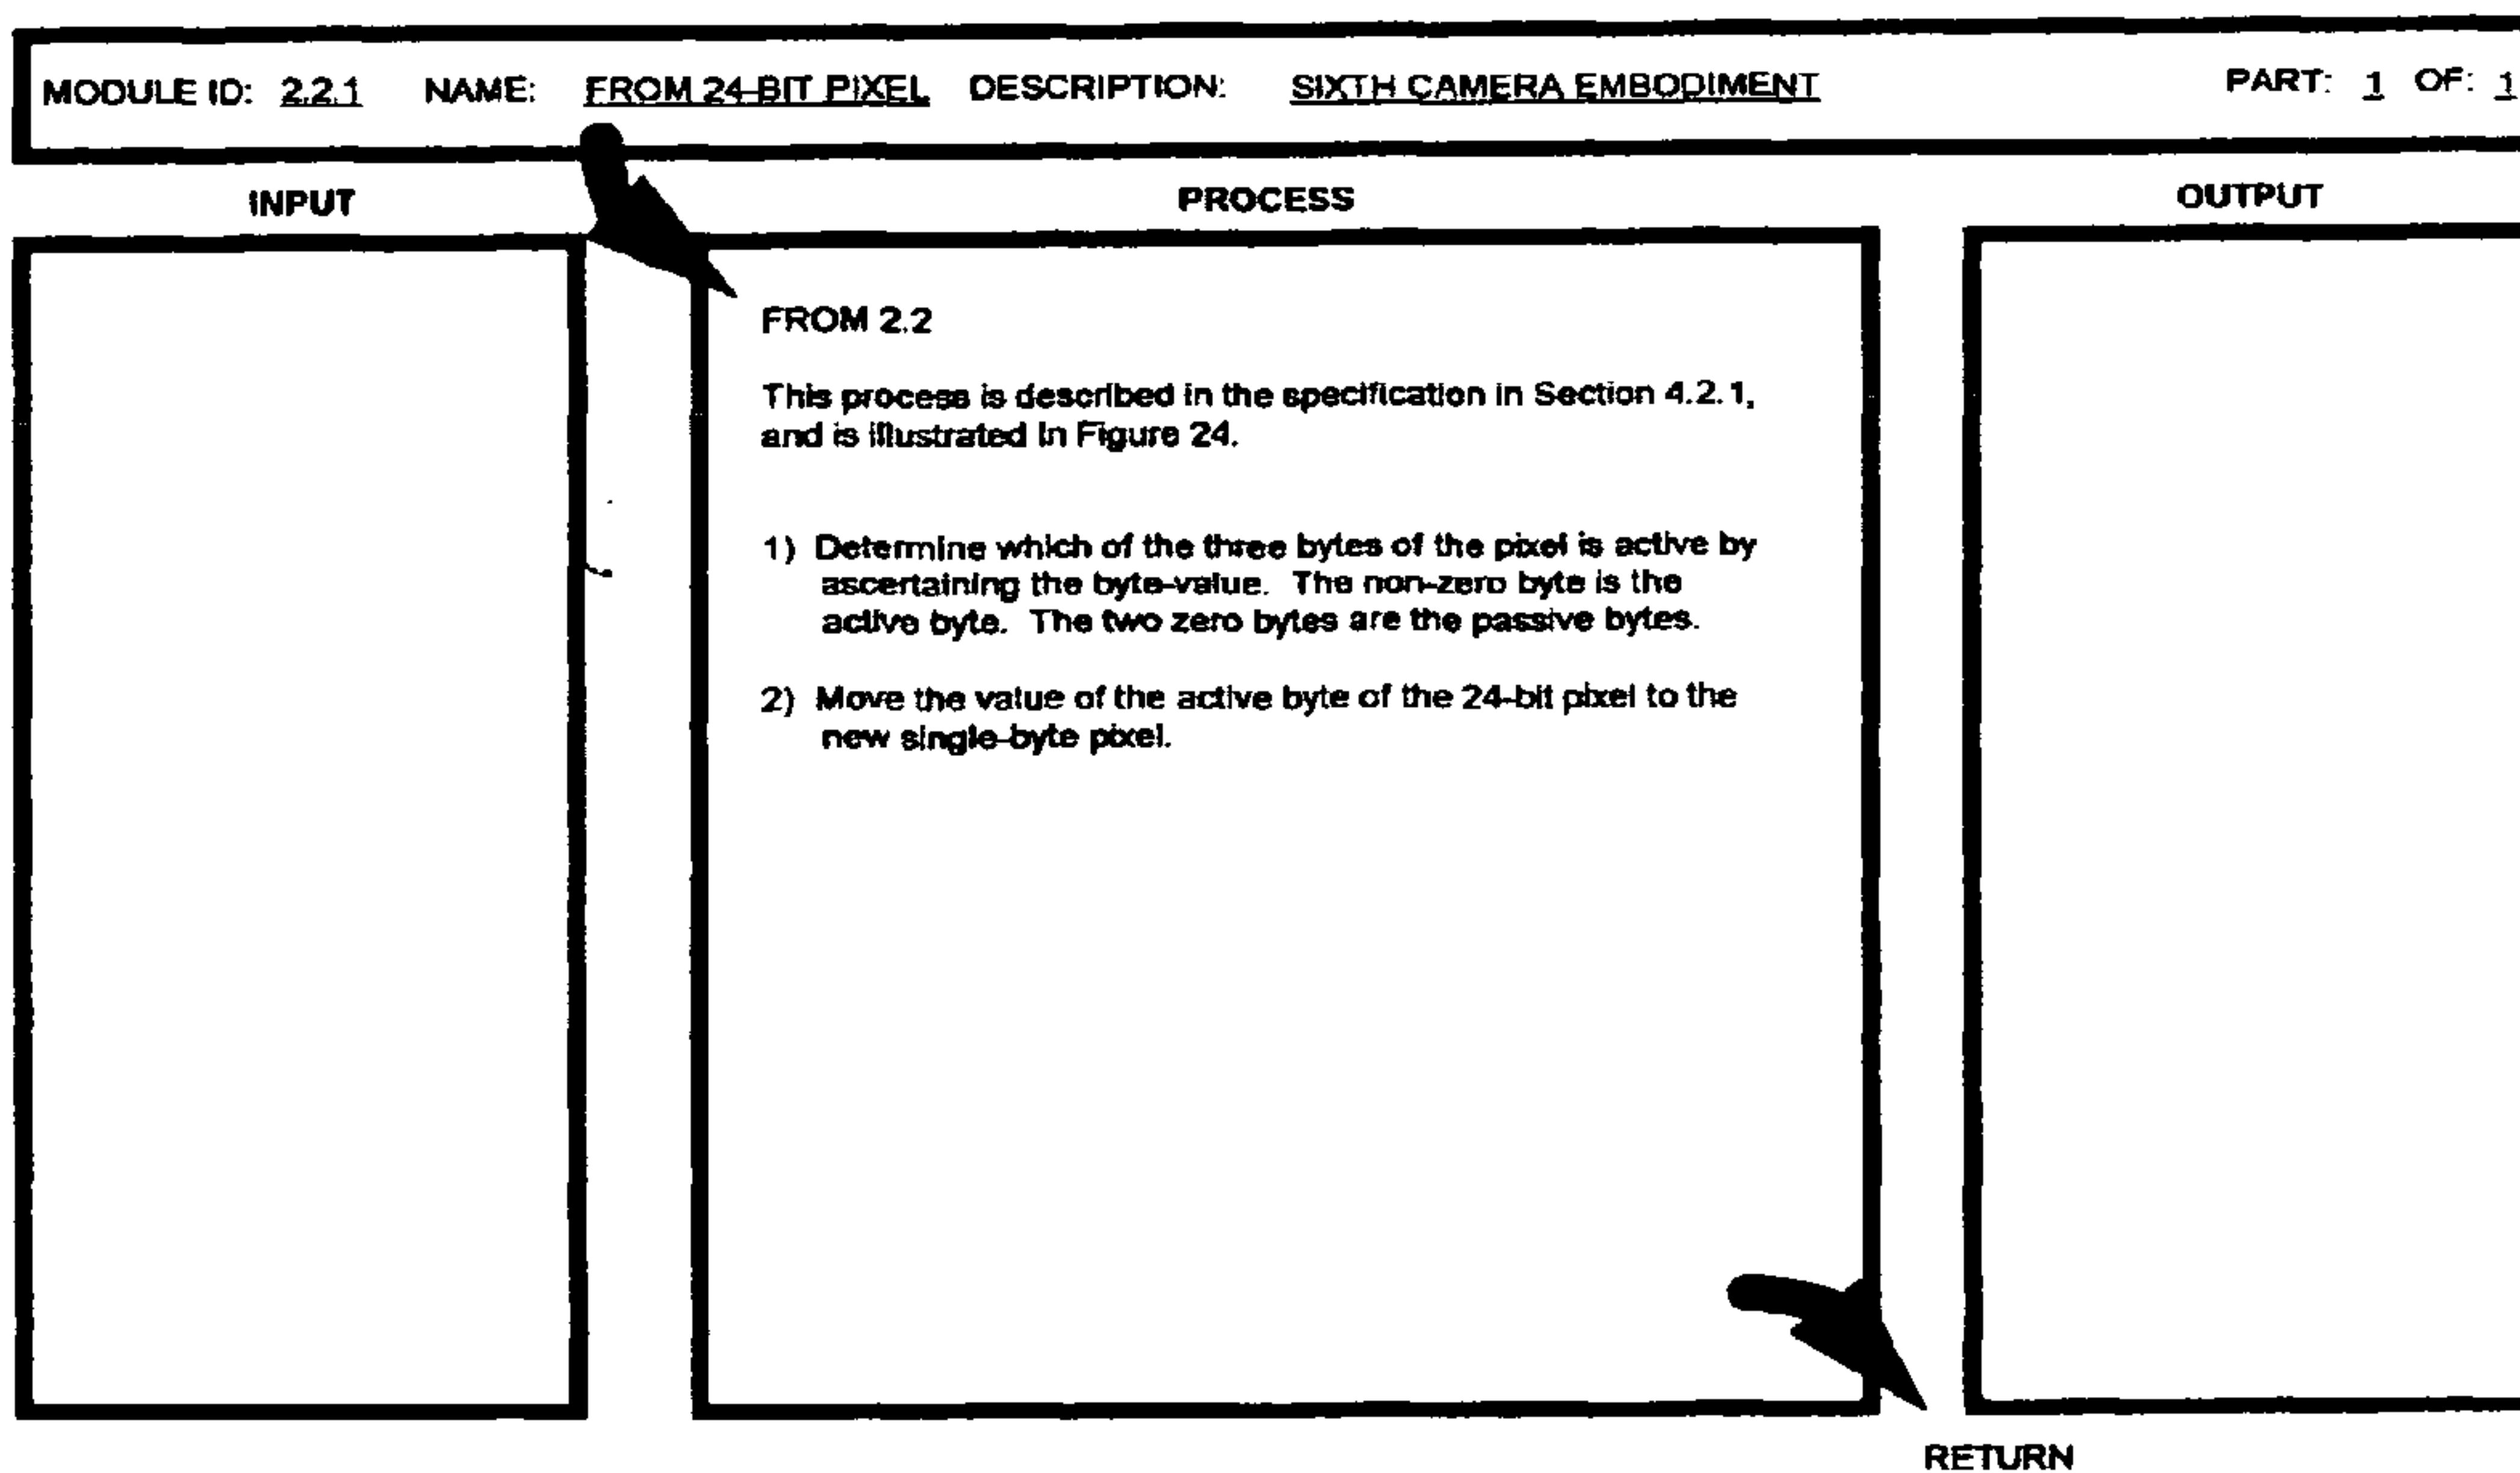 MODULE ID: 2.2.1 NAME: FROM 24-BIT PIXEL DESCRIPTION: SIXTH CAMERA EMBODIMENT PART: 1 OF: 1
INPUT PROCESS OUTPUT
FROM 2.2
This process is described in the specification in Section 4.2.1,
and is illustrated in Figure 24.
1) Determine which of the three bytes of the pixel is active by
ascertaining the byte-value. The non-zero byte is the
active byte. The two zero bytes are the passive bytes.
2) Move the value of the active byte of the 24-bit pixel to the
new single-byte pixel.
RETURN